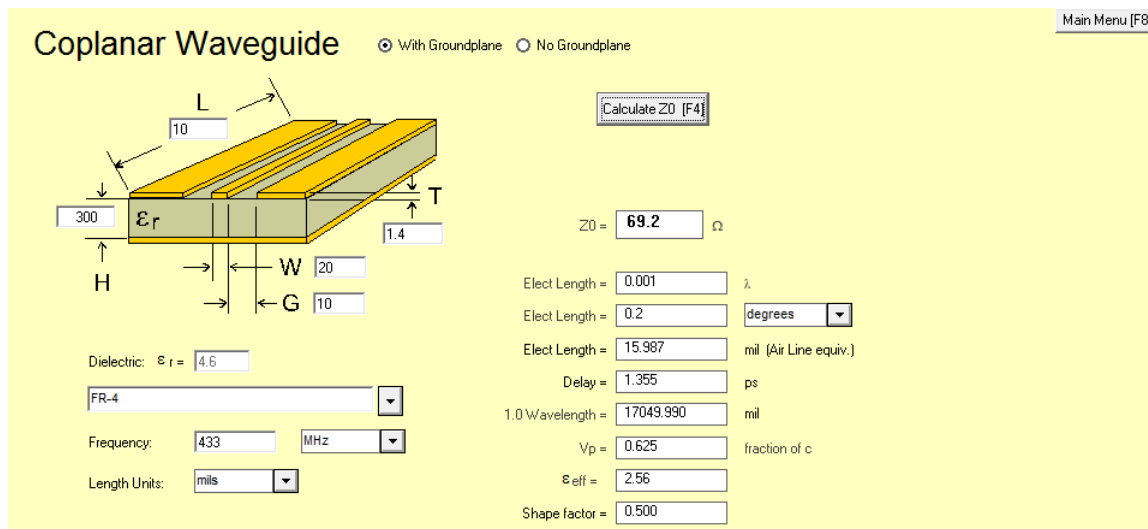 Main Menu [F8
Coplanar Waveguide
With Groundplane
No Groundplane
Calculate Z0 [F4]
L
10
T
300
εr
1.4
H
W 20
G 10
Z0 = 69.2 Ω
Elect Length = 0.001 λ
Elect Length = 0.2 degrees
Elect Length = 15.987 mil (Air Line equiv.)
Delay = 1.355 ps
1.0 Wavelength = 17049.990 mil
Vp = 0.625 fraction of c
εeff = 2.56
Shape factor = 0.500
Dielectric: εr = 4.6
FR-4
Frequency: 433 MHz
Length Units: mils